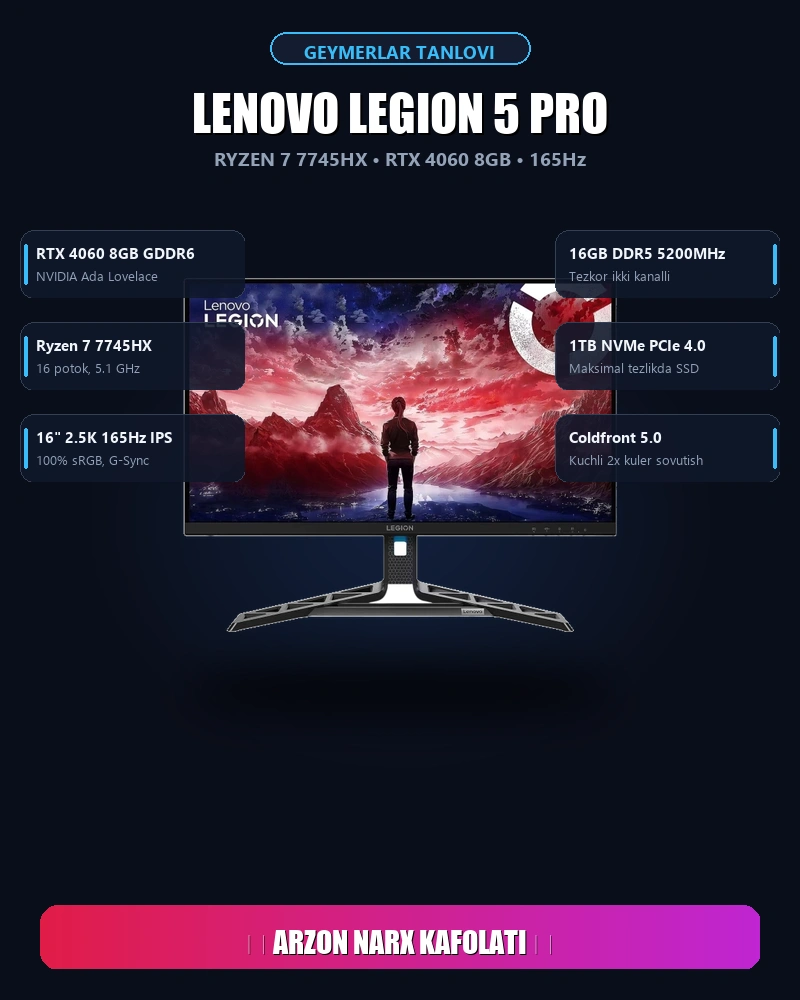 GEYMERLAR TANLOVI
LENOVO LEGION 5 PRO
RYZEN 7 7745HX • RTX 4060 8GB • 165Hz
RTX 4060 8GB GDDR6
NVIDIA Ada Lovelace
16GB DDR5 5200MHz
Tezkor ikki kanalli
Lenovo
LEGION
Ryzen 7 7745HX
16 potok, 5.1 GHz
1TB NVMe PCIe 4.0
Maksimal tezlikda SSD
16" 2.5K 165Hz IPS
100% sRGB, G-Sync
Coldfront 5.0
Kuchli 2x kuler sovutish
LEGION
Lenovo
ARZON NARX KAFOLATI